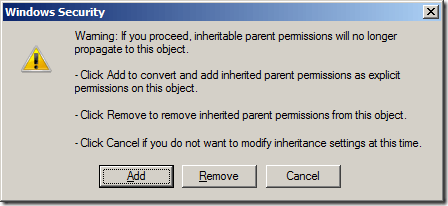 Windows Security
Warning: If you proceed, inheritable parent permissions will no longer
propagate to this object.
- Click Add to convert and add inherited parent permissions as explicit
permissions on this object.
- Click Remove to remove inherited parent permissions from this object.
- Click Cancel if you do not want to modify inheritance settings at this time.
Add Remove Cancel